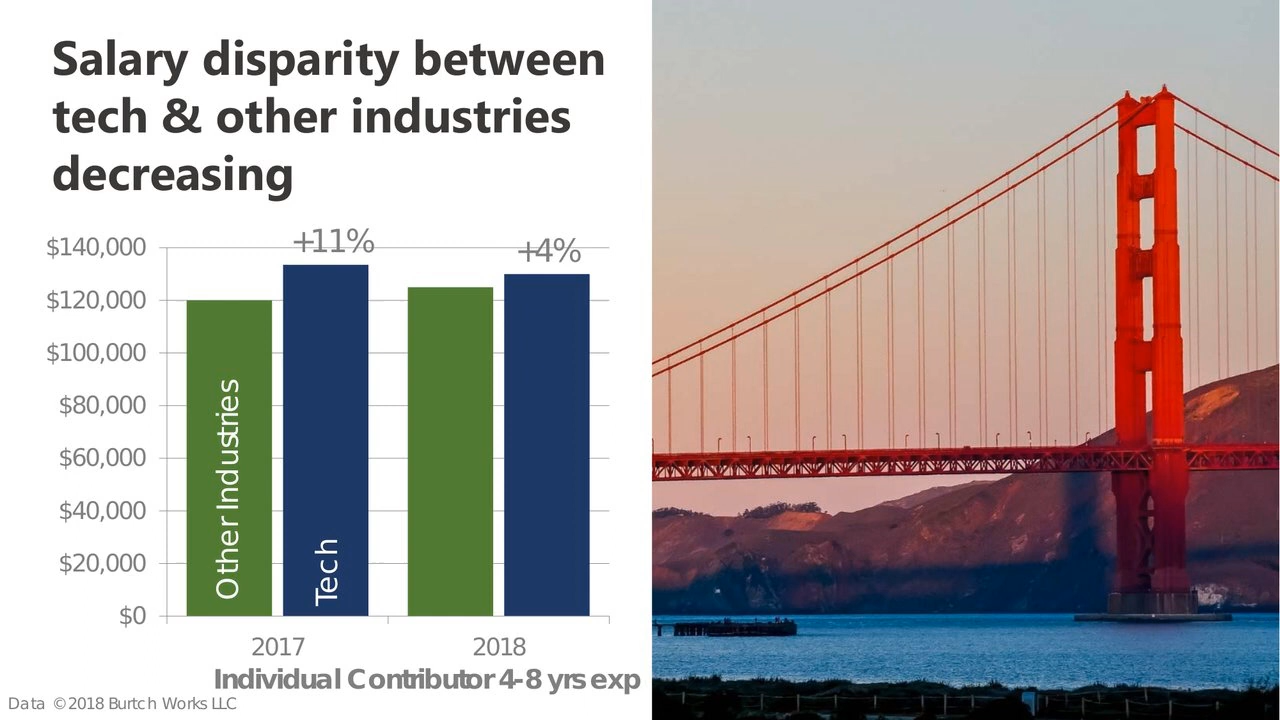 Salary disparity between
tech & other industries
decreasing
$140,000
$120,000
$100,000
$80,000
$60,000
$40,000
$20,000
$0
+11%
+4%
Other Industries
Tech
2017
2018
Individual Contributor 4-8 yrs exp
Data ©2018 Burtch Works LLC